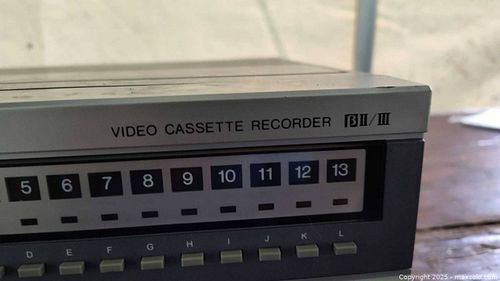 VIDEO CASSETTE RECORDER βII/III
5 6 7 8 9 10 11 12 13
D E F G H I J K L
Copyright 2025 - maxsold.com